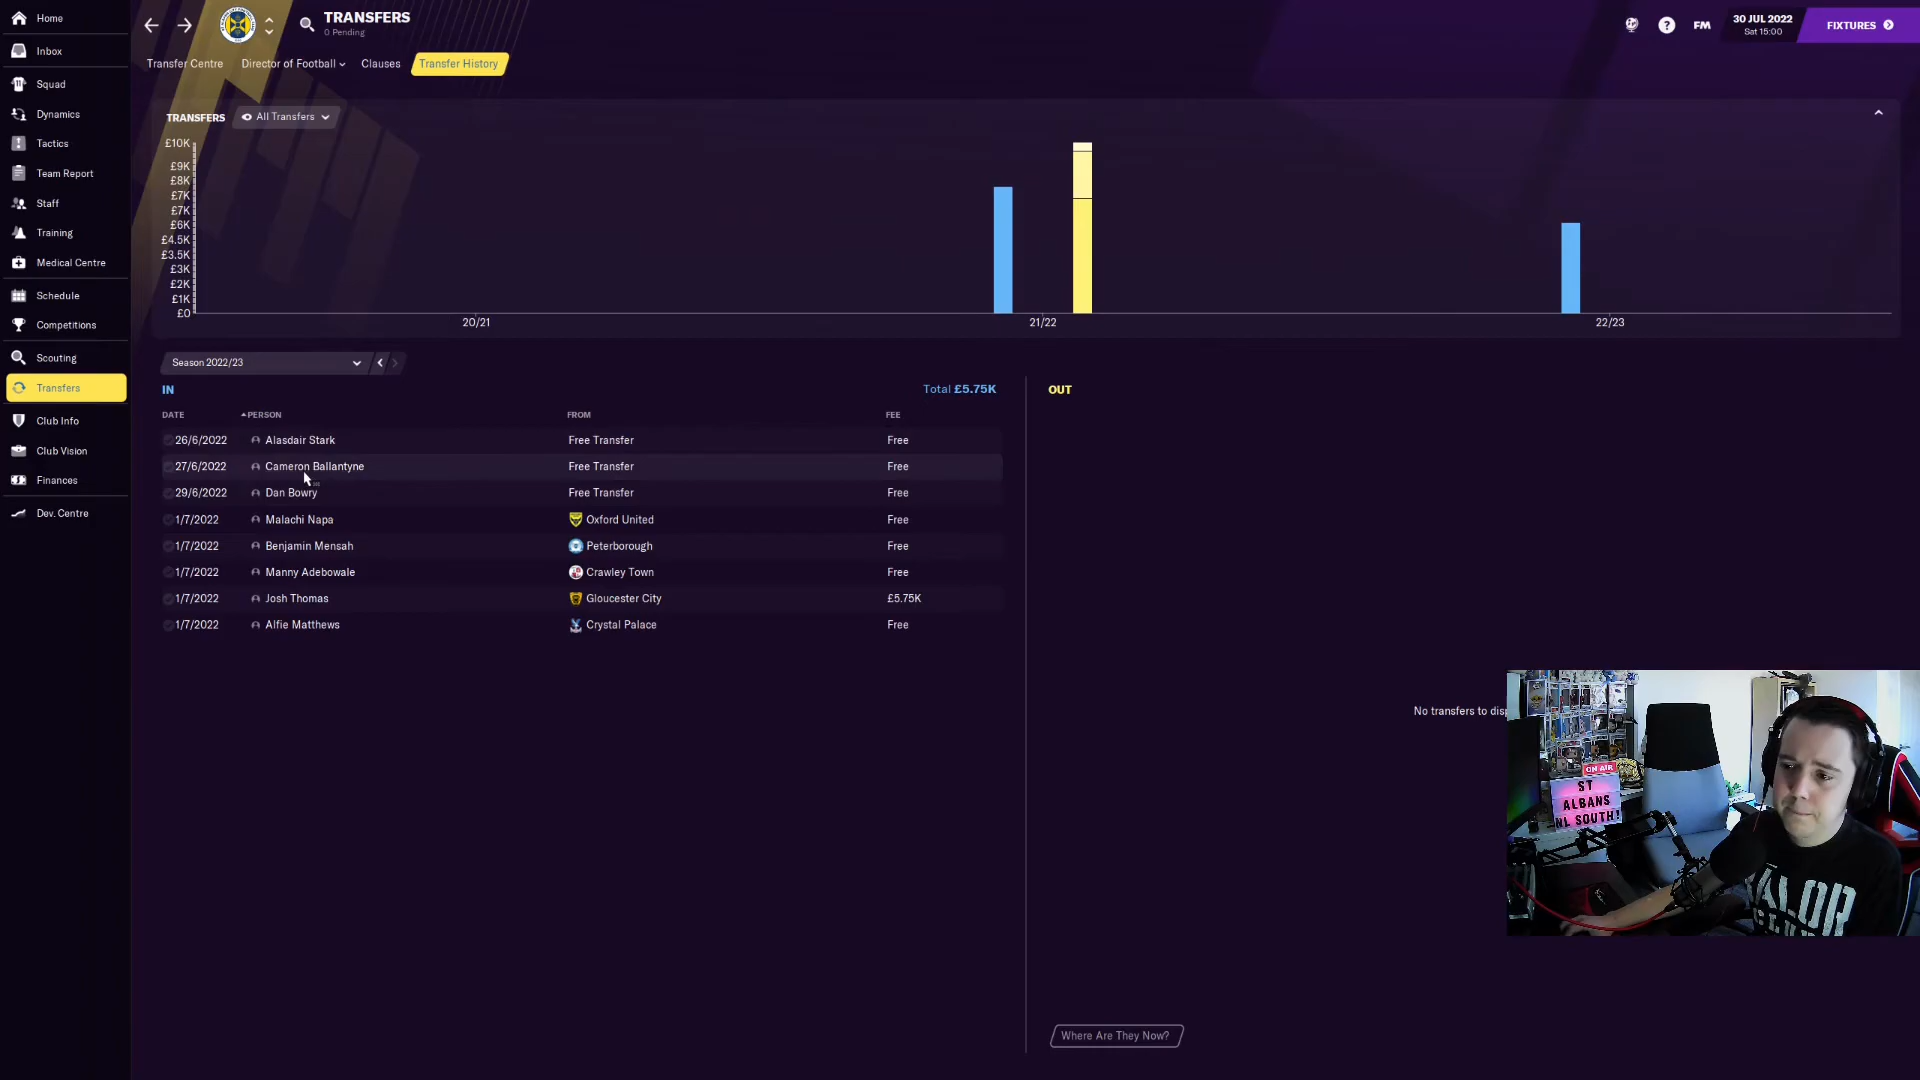 Home
Inbox
Squad
Dynamics
Tactics
Team Report
Staff
Training
Medical Centre
Schedule
Competitions
Scouting
Transfers
Club Info
Club Vision
Finances
Dev. Centre
TRANSFERS
0 Pending
FM
30 JUL 2022
Sat 15:00
FIXTURES
Transfer Centre
Director of Football
Clauses
Transfer History
TRANSFERS
All Transfers
£10K
£9K
£8K
£7K
£7K
£6K
£4.5K
£3.5K
£3K
£2K
£1K
£0
20/21
21/22
22/23
Season 2022/23
IN
Total £5.75K
DATE PERSON FROM FEE
26/6/2022 Alasdair Stark Free Transfer Free
27/6/2022 Cameron Ballantyne Free Transfer Free
29/6/2022 Dan Bowry Free Transfer Free
1/7/2022 Malachi Napa Oxford United Free
1/7/2022 Benjamin Mensah Peterborough Free
1/7/2022 Manny Adebowale Crawley Town Free
1/7/2022 Josh Thomas Gloucester City £5.75K
1/7/2022 Alfie Matthews Crystal Palace Free
OUT
No transfers to disp
Where Are They Now?
ON AIR
ST
ALBANS
NL SOUTH!